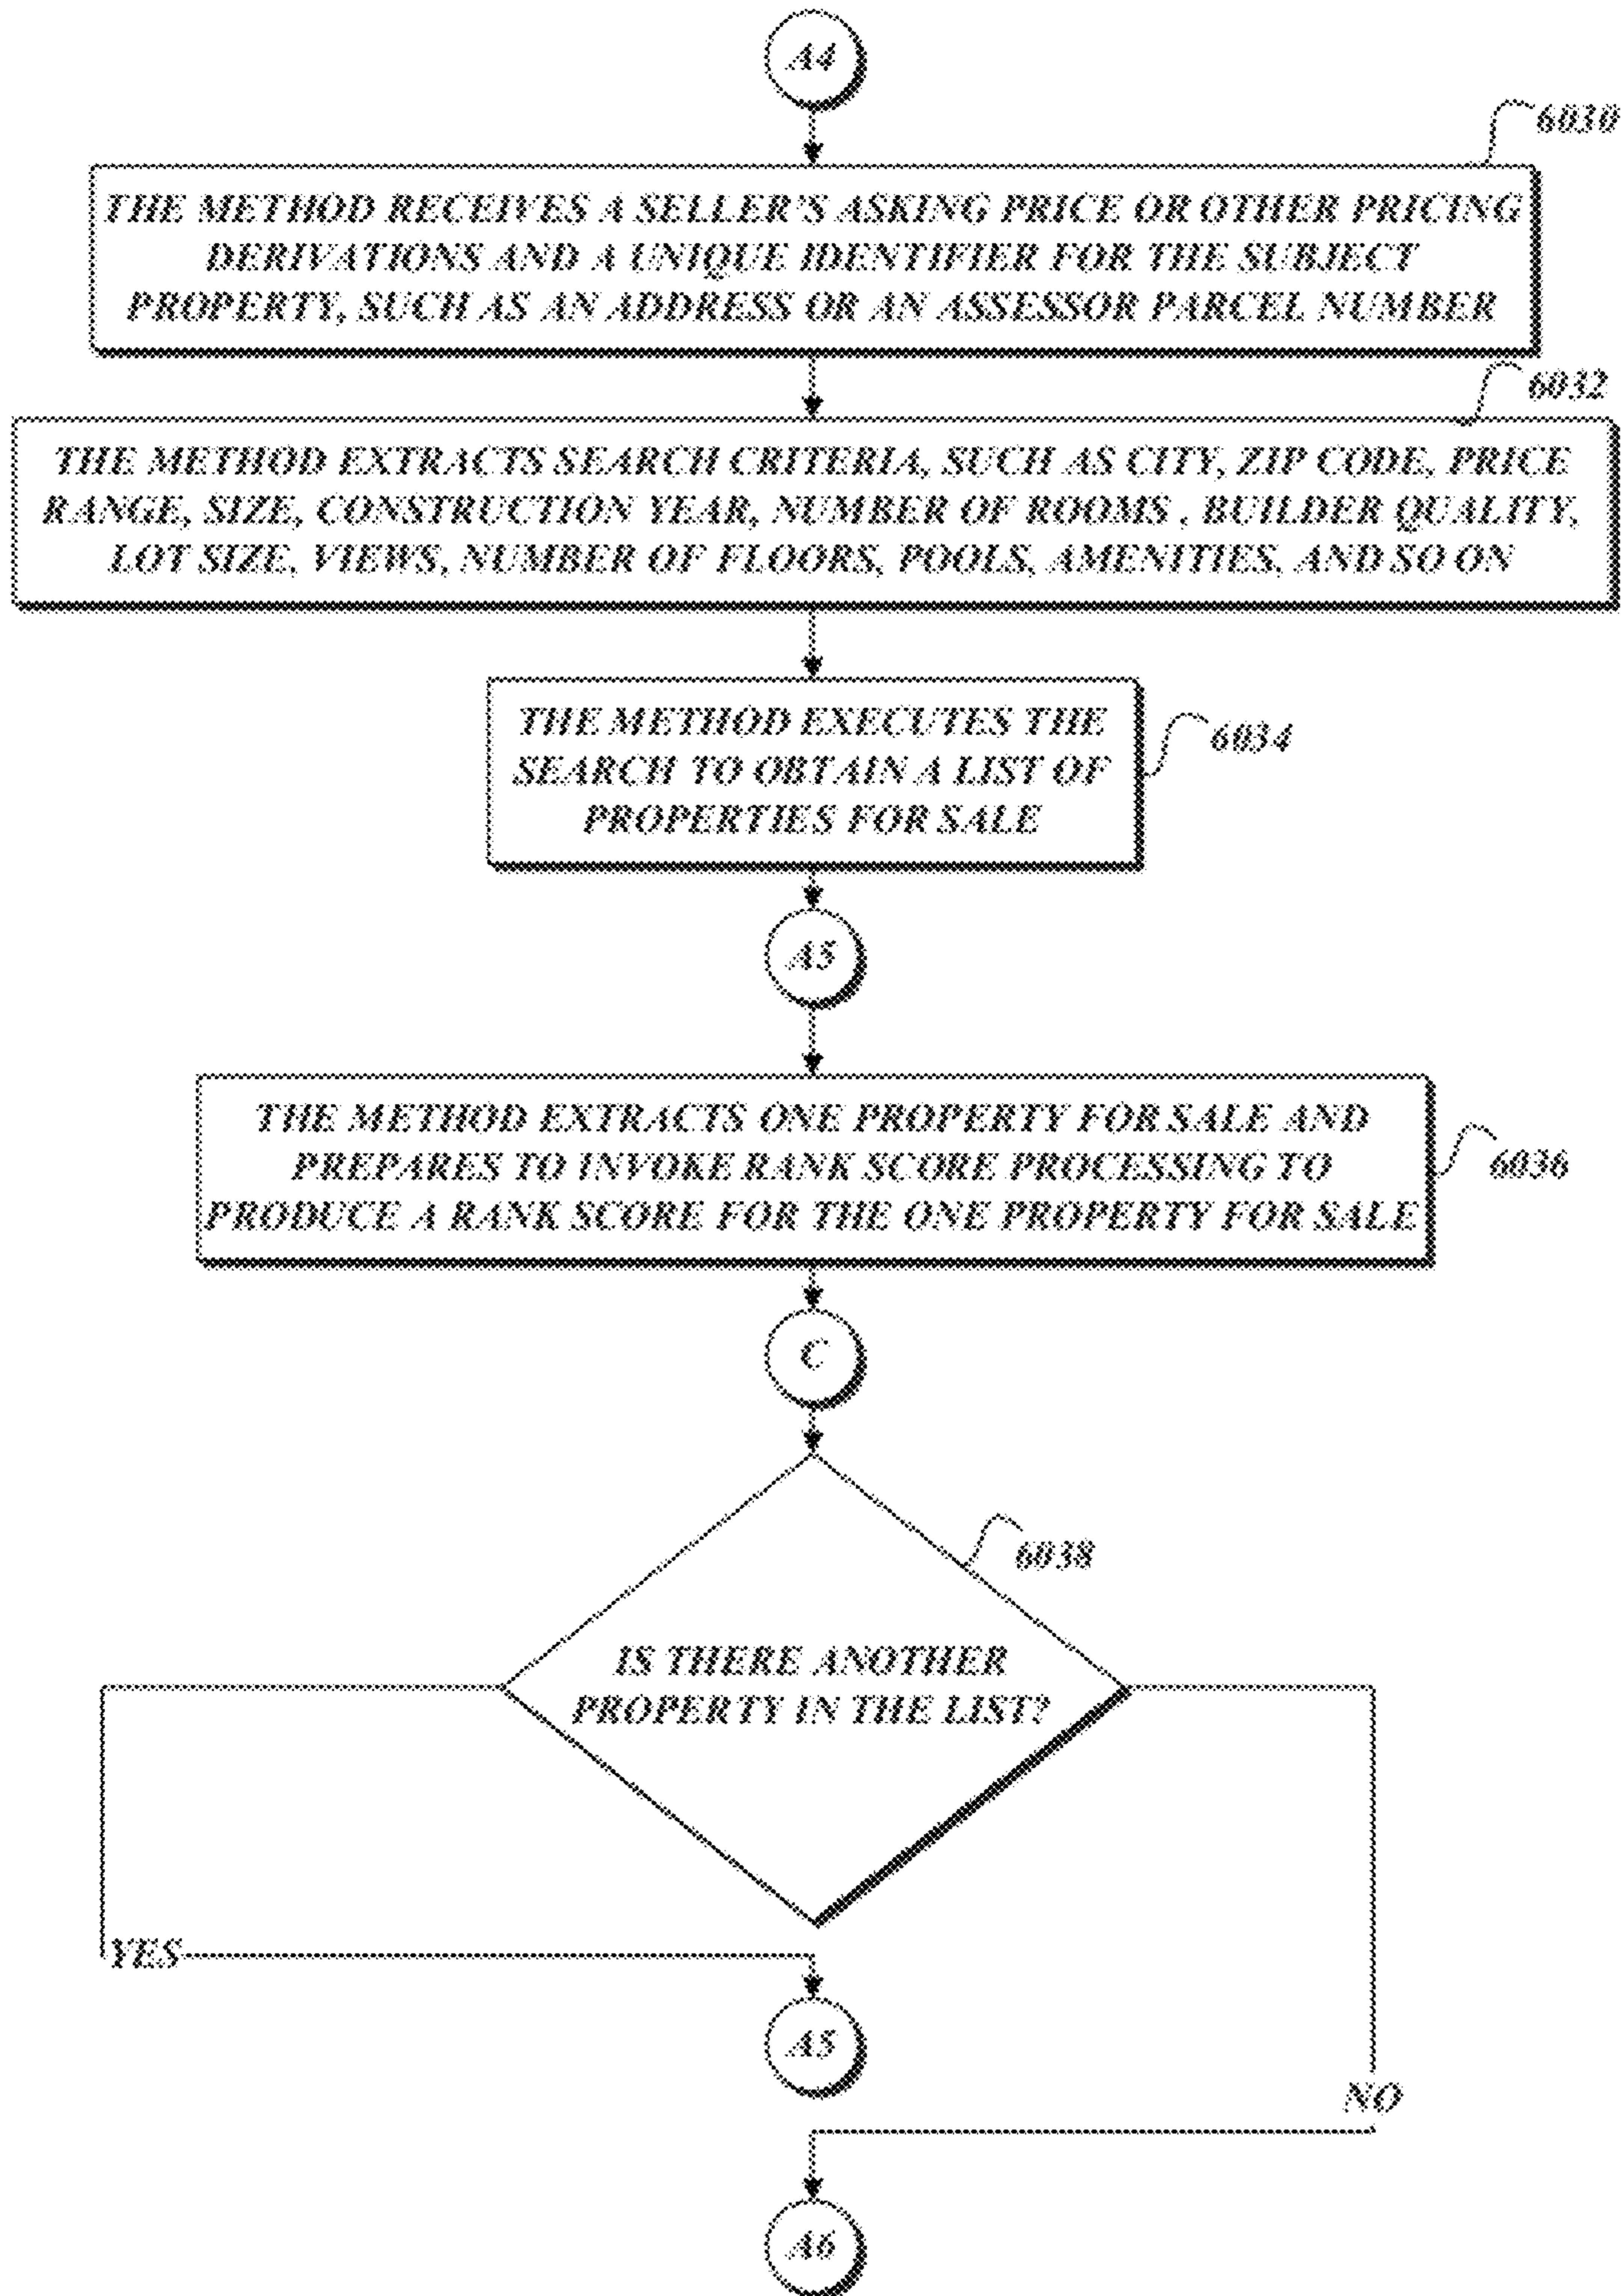 A4
6030
THE METHOD RECEIVES A SELLER'S ASKING PRICE OR OTHER PRICING
DERIVATIONS AND A UNIQUE IDENTIFIER FOR THE SUBJECT
PROPERTY, SUCH AS AN ADDRESS OR AN ASSESSOR PARCEL NUMBER
6032
THE METHOD EXTRACTS SEARCH CRITERIA, SUCH AS CITY, ZIP CODE, PRICE
RANGE, SIZE, CONSTRUCTION YEAR, NUMBER OF ROOMS , BUILDER QUALITY,
LOT SIZE, VIEWS, NUMBER OF FLOORS, POOLS, AMENITIES, AND SO ON
THE METHOD EXECUTES THE
SEARCH TO OBTAIN A LIST OF
PROPERTIES FOR SALE
6034
A5
THE METHOD EXTRACTS ONE PROPERTY FOR SALE AND
PREPARES TO INVOKE RANK SCORE PROCESSING TO
PRODUCE A RANK SCORE FOR THE ONE PROPERTY FOR SALE
6036
C
6038
IS THERE ANOTHER
PROPERTY IN THE LIST?
YES
A5
NO
A6